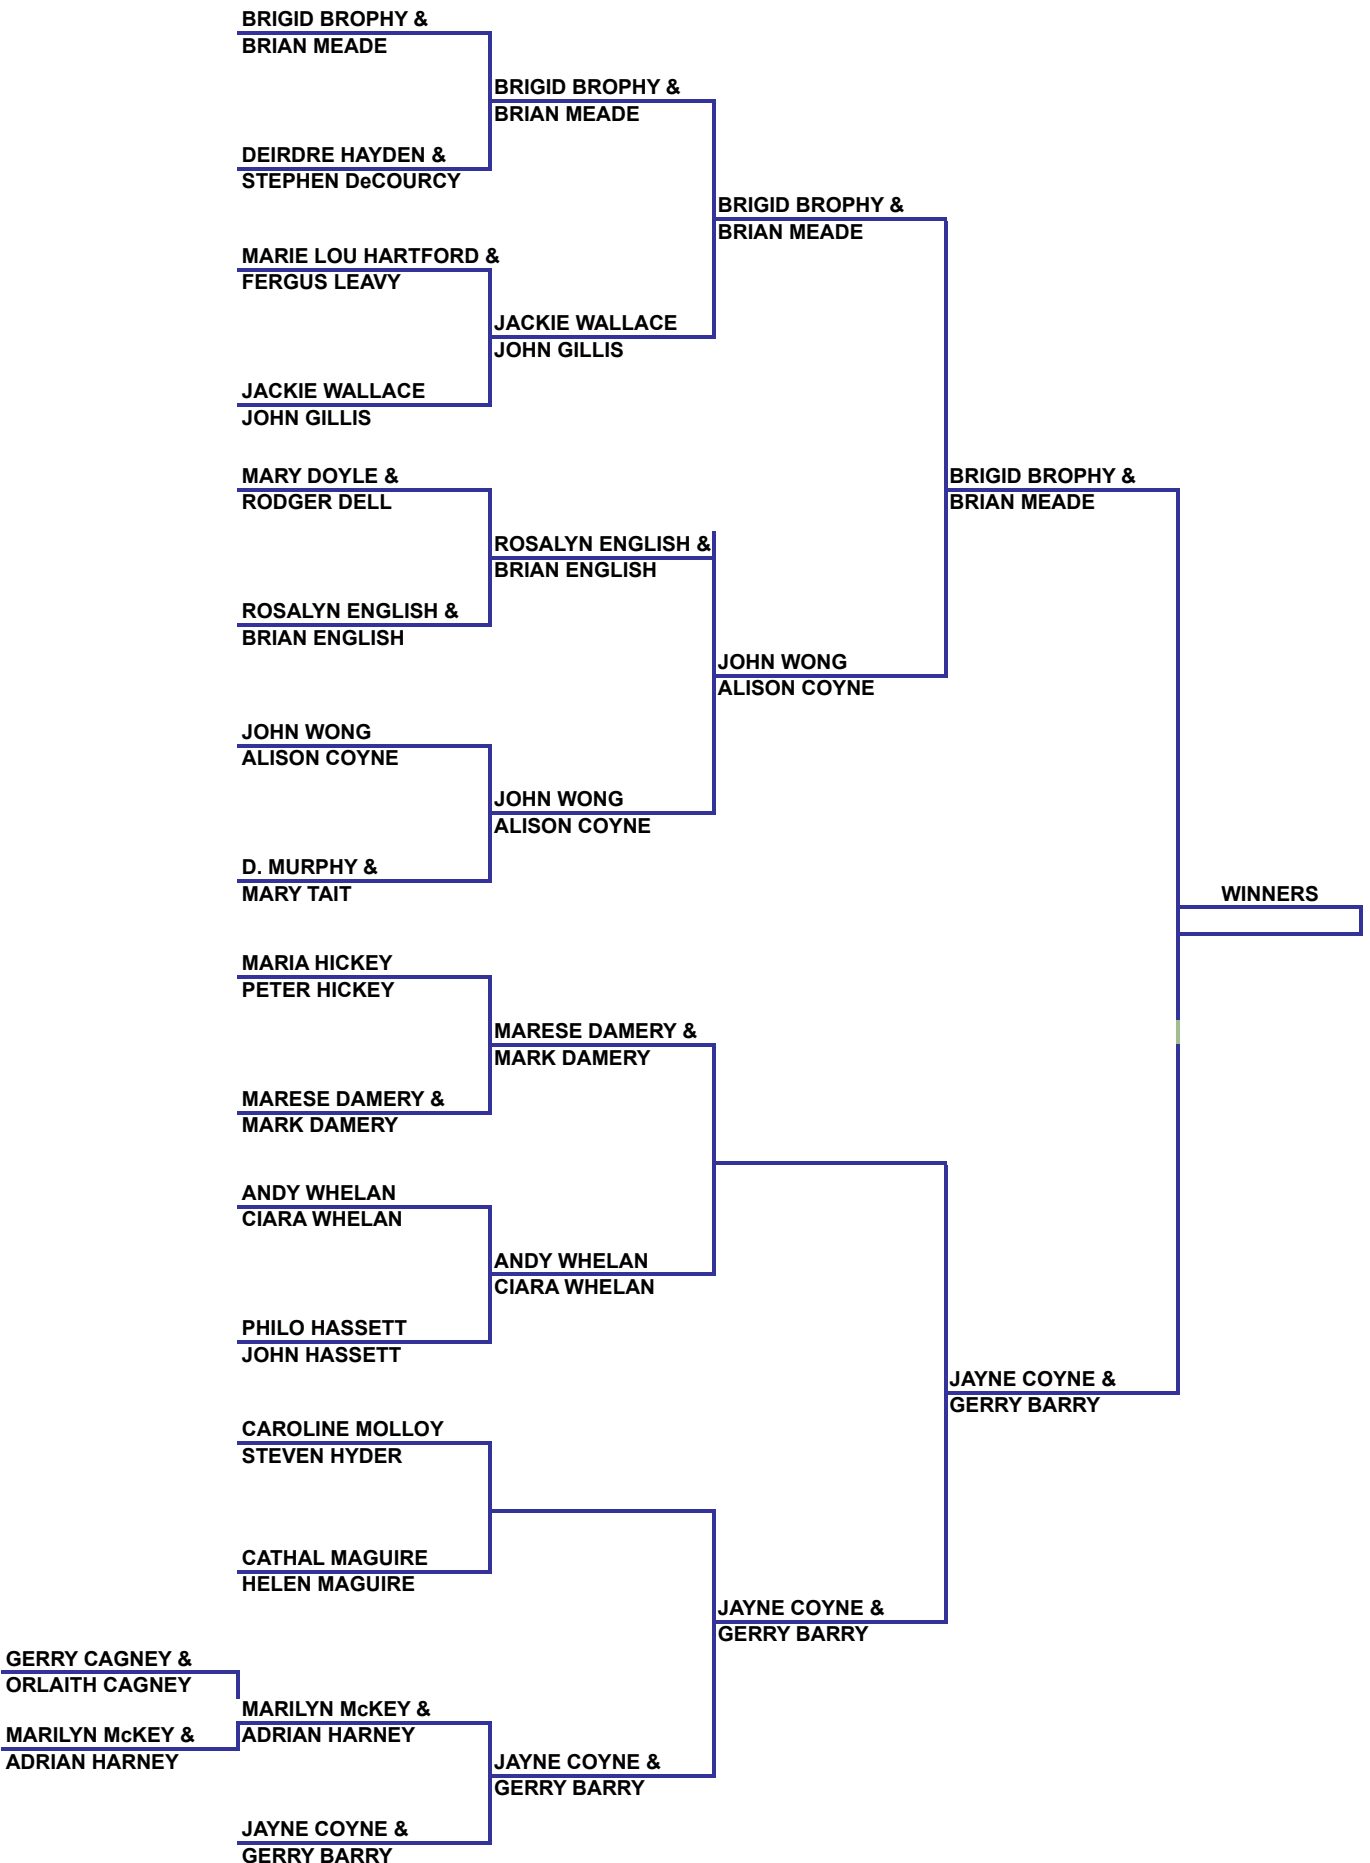 BRIGID BROPHY &
BRIAN MEADE
BRIGID BROPHY &
BRIAN MEADE
DEIRDRE HAYDEN &
STEPHEN DeCOURCY
BRIGID BROPHY &
BRIAN MEADE
MARIE LOU HARTFORD &
FERGUS LEAVY
JACKIE WALLACE
JOHN GILLIS
JACKIE WALLACE
JOHN GILLIS
MARY DOYLE &
RODGER DELL
BRIGID BROPHY &
BRIAN MEADE
ROSALYN ENGLISH &
BRIAN ENGLISH
ROSALYN ENGLISH &
BRIAN ENGLISH
JOHN WONG
ALISON COYNE
JOHN WONG
ALISON COYNE
JOHN WONG
ALISON COYNE
D. MURPHY &
MARY TAIT
WINNERS
MARIA HICKEY
PETER HICKEY
MARESE DAMERY &
MARK DAMERY
MARESE DAMERY &
MARK DAMERY
ANDY WHELAN
CIARA WHELAN
ANDY WHELAN
CIARA WHELAN
PHILO HASSETT
JOHN HASSETT
JAYNE COYNE &
GERRY BARRY
CAROLINE MOLLOY
STEVEN HYDER
CATHAL MAGUIRE
HELEN MAGUIRE
JAYNE COYNE &
GERRY BARRY
GERRY CAGNEY &
ORLAITH CAGNEY
MARILYN McKEY &
ADRIAN HARNEY
MARILYN McKEY &
ADRIAN HARNEY
JAYNE COYNE &
GERRY BARRY
JAYNE COYNE &
GERRY BARRY